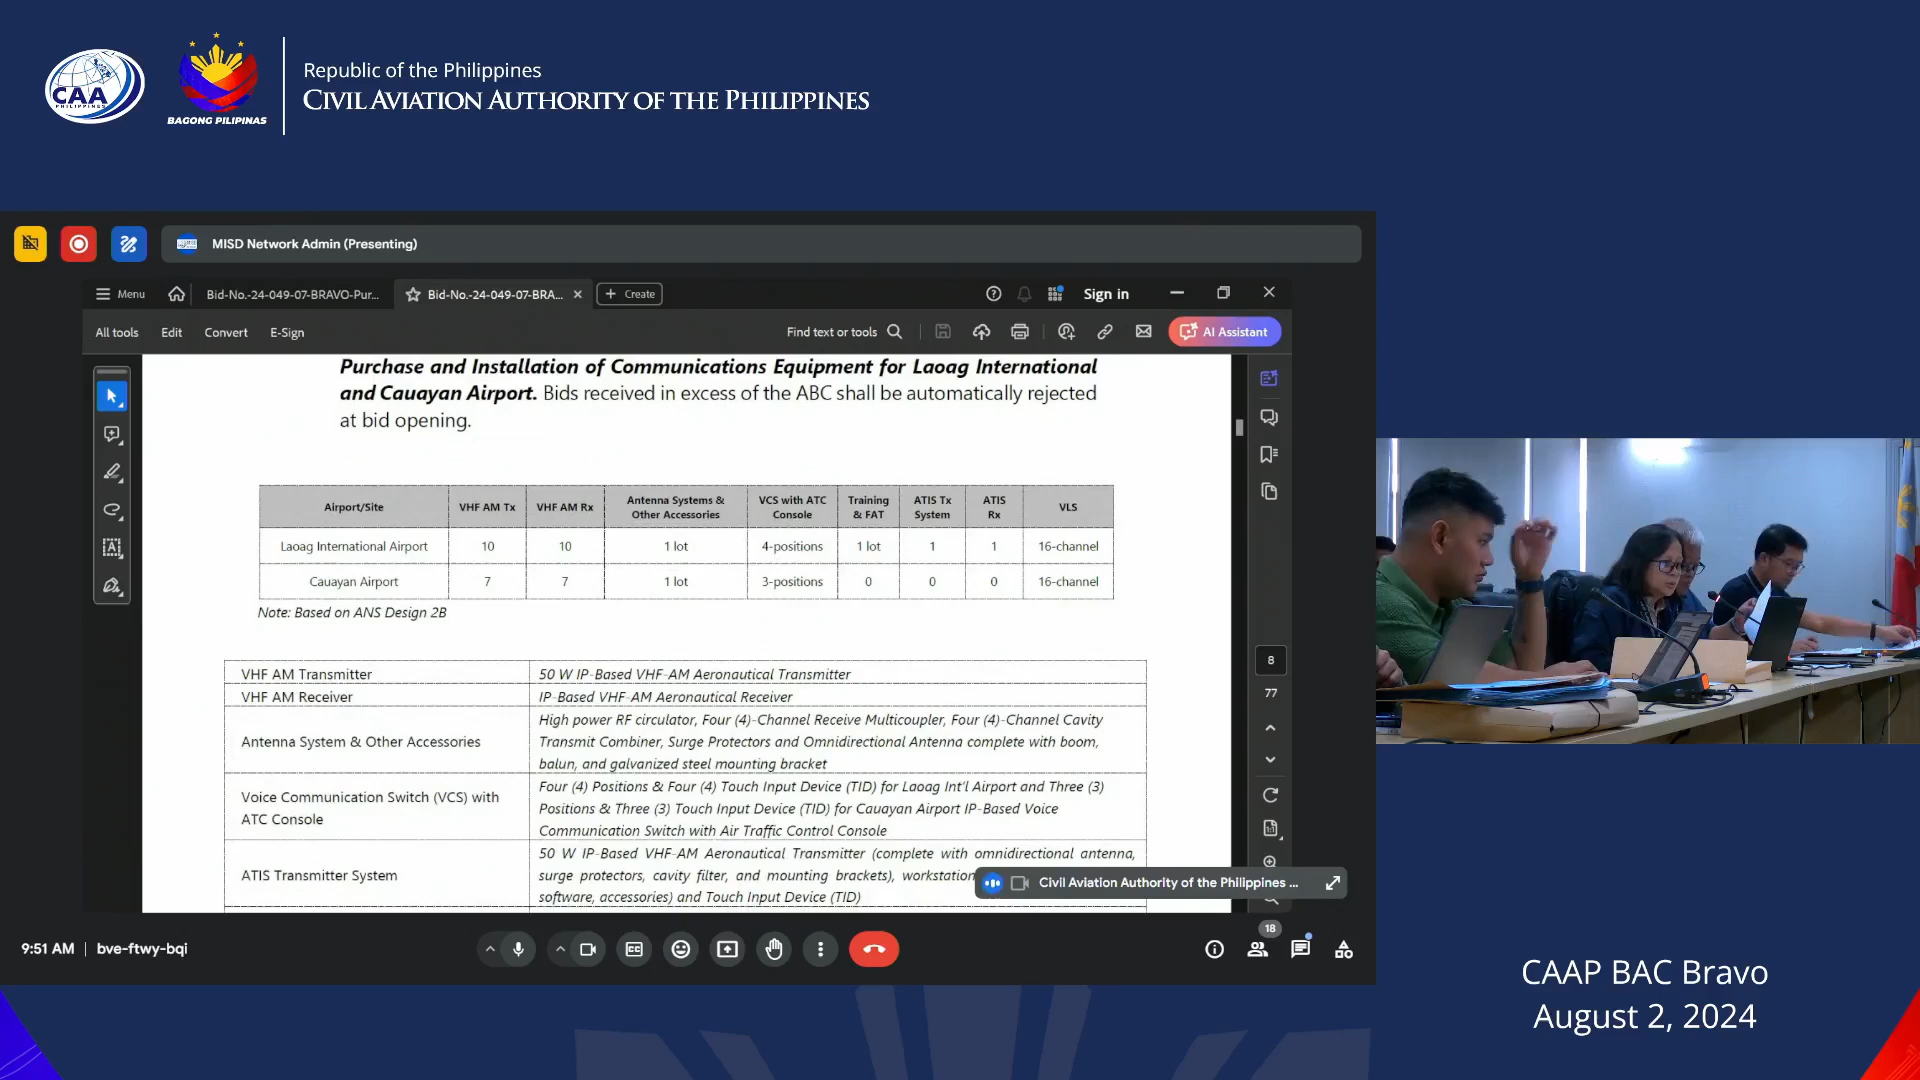 CAA
PHILIPPINES
BAGONG PILIPINAS
Republic of the Philippines
CIVIL AVIATION AUTHORITY OF THE PHILIPPINES
MISD Network Admin (Presenting)
Menu
Bid-No.-24-049-07-BRAVO-Pur...
Bid-No.-24-049-07-BRA...
Create
Sign in
All tools
Edit
Convert
E-Sign
Find text or tools
AI Assistant
Purchase and Installation of Communications Equipment for Laoag International
and Cauayan Airport. Bids received in excess of the ABC shall be automatically rejected
at bid opening.
Airport/Site VHF AM Tx VHF AM Rx Antenna Systems & Other Accessories VCS with ATC Console Training & FAT ATIS Tx System ATIS Rx VLS
Laoag International Airport 10 10 1 lot 4-positions 1 lot 1 1 16-channel
Cauayan Airport 7 7 1 lot 3-positions 0 0 0 16-channel
Note: Based on ANS Design 2B
VHF AM Transmitter 50 W IP-Based VHF-AM Aeronautical Transmitter
VHF AM Receiver IP-Based VHF-AM Aeronautical Receiver
Antenna System & Other Accessories
High power RF circulator, Four (4)-Channel Receive Multicoupler, Four (4)-Channel Cavity
Transmit Combiner, Surge Protectors and Omnidirectional Antenna complete with boom,
balun, and galvanized steel mounting bracket
Voice Communication Switch (VCS) with
ATC Console
Four (4) Positions & Four (4) Touch Input Device (TID) for Laoag Int'l Airport and Three (3)
Positions & Three (3) Touch Input Device (TID) for Cauayan Airport IP-Based Voice
Communication Switch with Air Traffic Control Console
ATIS Transmitter System
50 W IP-Based VHF-AM Aeronautical Transmitter (complete with omnidirectional antenna,
surge protectors, cavity filter, and mounting brackets), workstation
software, accessories) and Touch Input Device (TID)
8
77
Civil Aviation Authority of the Philippines ...
9:51 AM | bve-ftwy-bqi
18
CAAP BAC Bravo
August 2, 2024